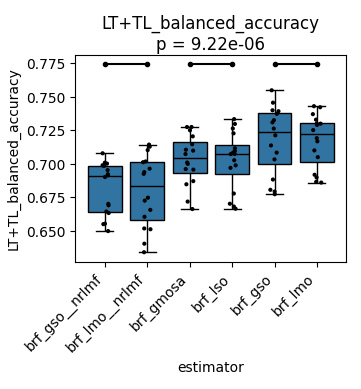 LT+TL_balanced_accuracy
p = 9.22e-06
LT+TL_balanced_accuracy
0.775
0.750
0.725
0.700
0.675
0.650
brf_gso__nrlmf
brf_lmo__nrlmf
brf_gmosa
brf_lso
brf_gso
brf_lmo
estimator